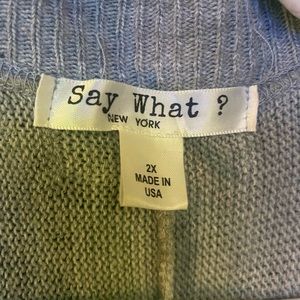 Say What ?
NEW YORK
2X
MADE IN
USA